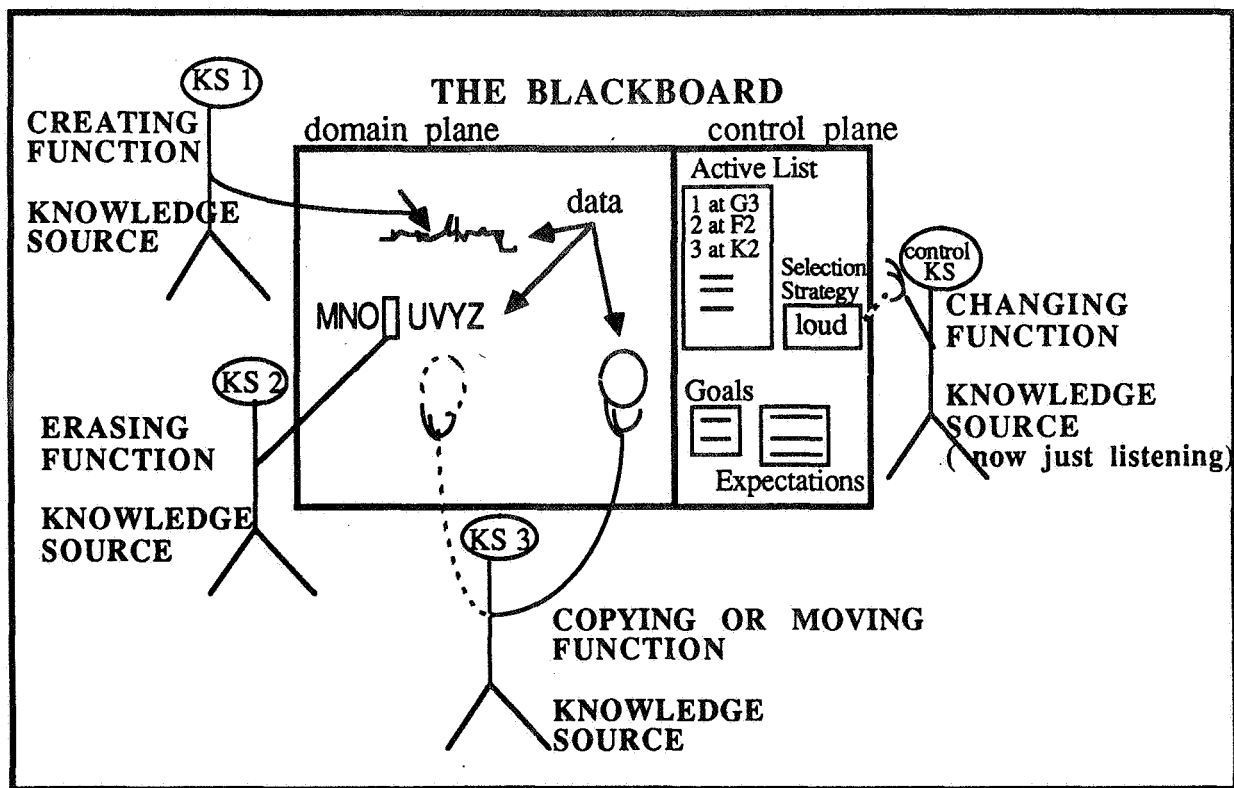 KS 1
THE BLACKBOARD
CREATING
FUNCTION
KNOWLEDGE
SOURCE
domain plane
control plane
data
Active List
1 at G3
2 at F2
3 at K2
Selection
Strategy
loud
control
KS
CHANGING
FUNCTION
KNOWLEDGE
SOURCE
( now just listening)
MNO UVYZ
KS 2
ERASING
FUNCTION
KNOWLEDGE
SOURCE
Goals
Expectations
KS 3
COPYING OR MOVING
FUNCTION
KNOWLEDGE
SOURCE